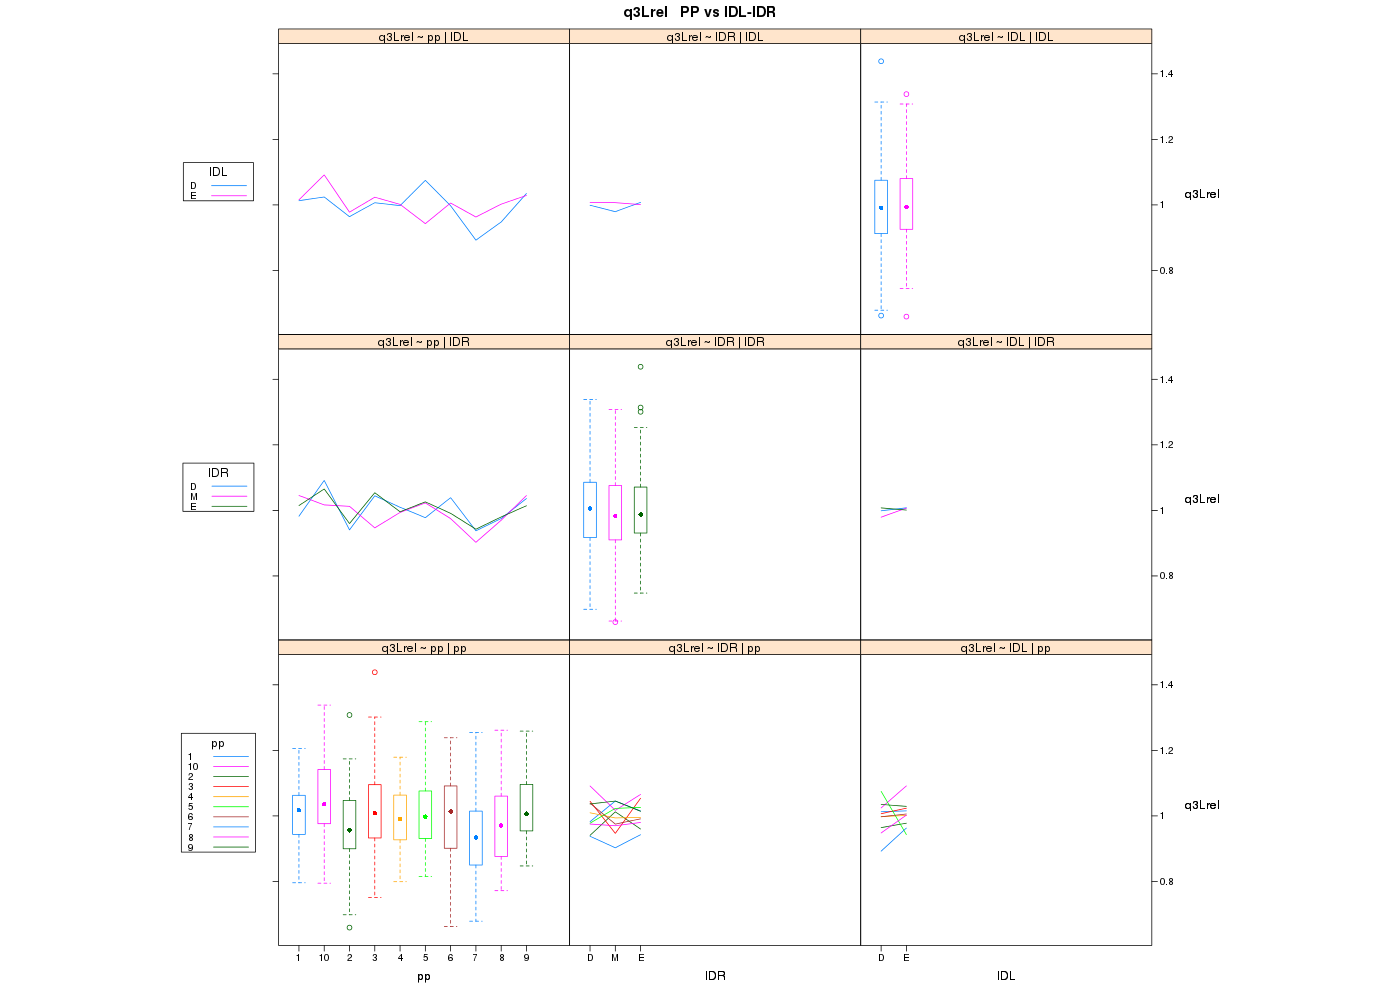 q3Lrel PP vs IDL-IDR
q3Lrel ~ pp | IDL
q3Lrel ~ IDR | IDL
q3Lrel ~ IDL | IDL
1.4
1.2
1
0.8
q3Lrel
IDL
D
E
q3Lrel ~ pp | IDR
q3Lrel ~ IDR | IDR
q3Lrel ~ IDL | IDR
1.4
1.2
1
0.8
q3Lrel
IDR
D
M
E
q3Lrel ~ pp | pp
q3Lrel ~ IDR | pp
q3Lrel ~ IDL | pp
1.4
1.2
1
0.8
q3Lrel
pp
1
10
2
3
4
5
6
7
8
9
1 10 2 3 4 5 6 7 8 9
D M E
D E
pp
IDR
IDL